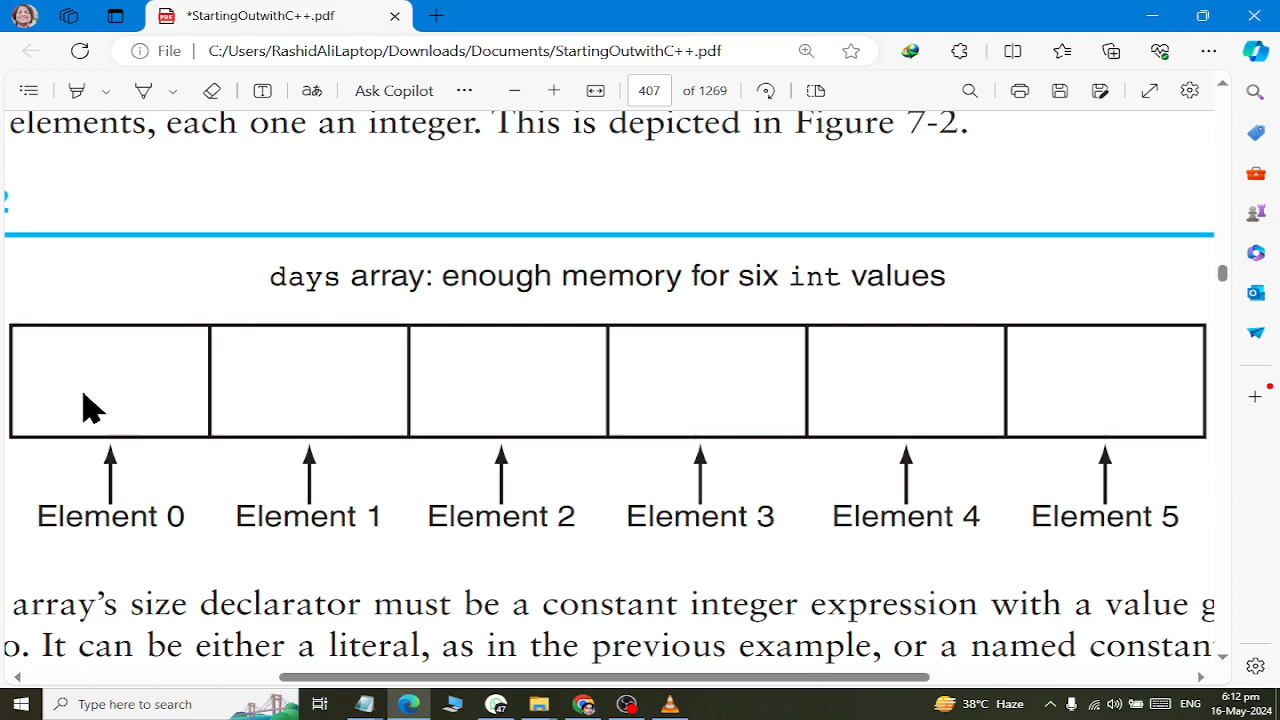 *StartingOutwithC++.pdf
File
C:/Users/RashidAliLaptop/Downloads/Documents/StartingOutwithC++.pdf
Ask Copilot
407 of 1269
elements, each one an integer. This is depicted in Figure 7-2.
days array: enough memory for six int values
Element 0 Element 1 Element 2 Element 3 Element 4 Element 5
array's size declarator must be a constant integer expression with a value g
o. It can be either a literal, as in the previous example, or a named constan
Type here to search
47
38°C Haze
ENG
6:12 pm
16-May-2024